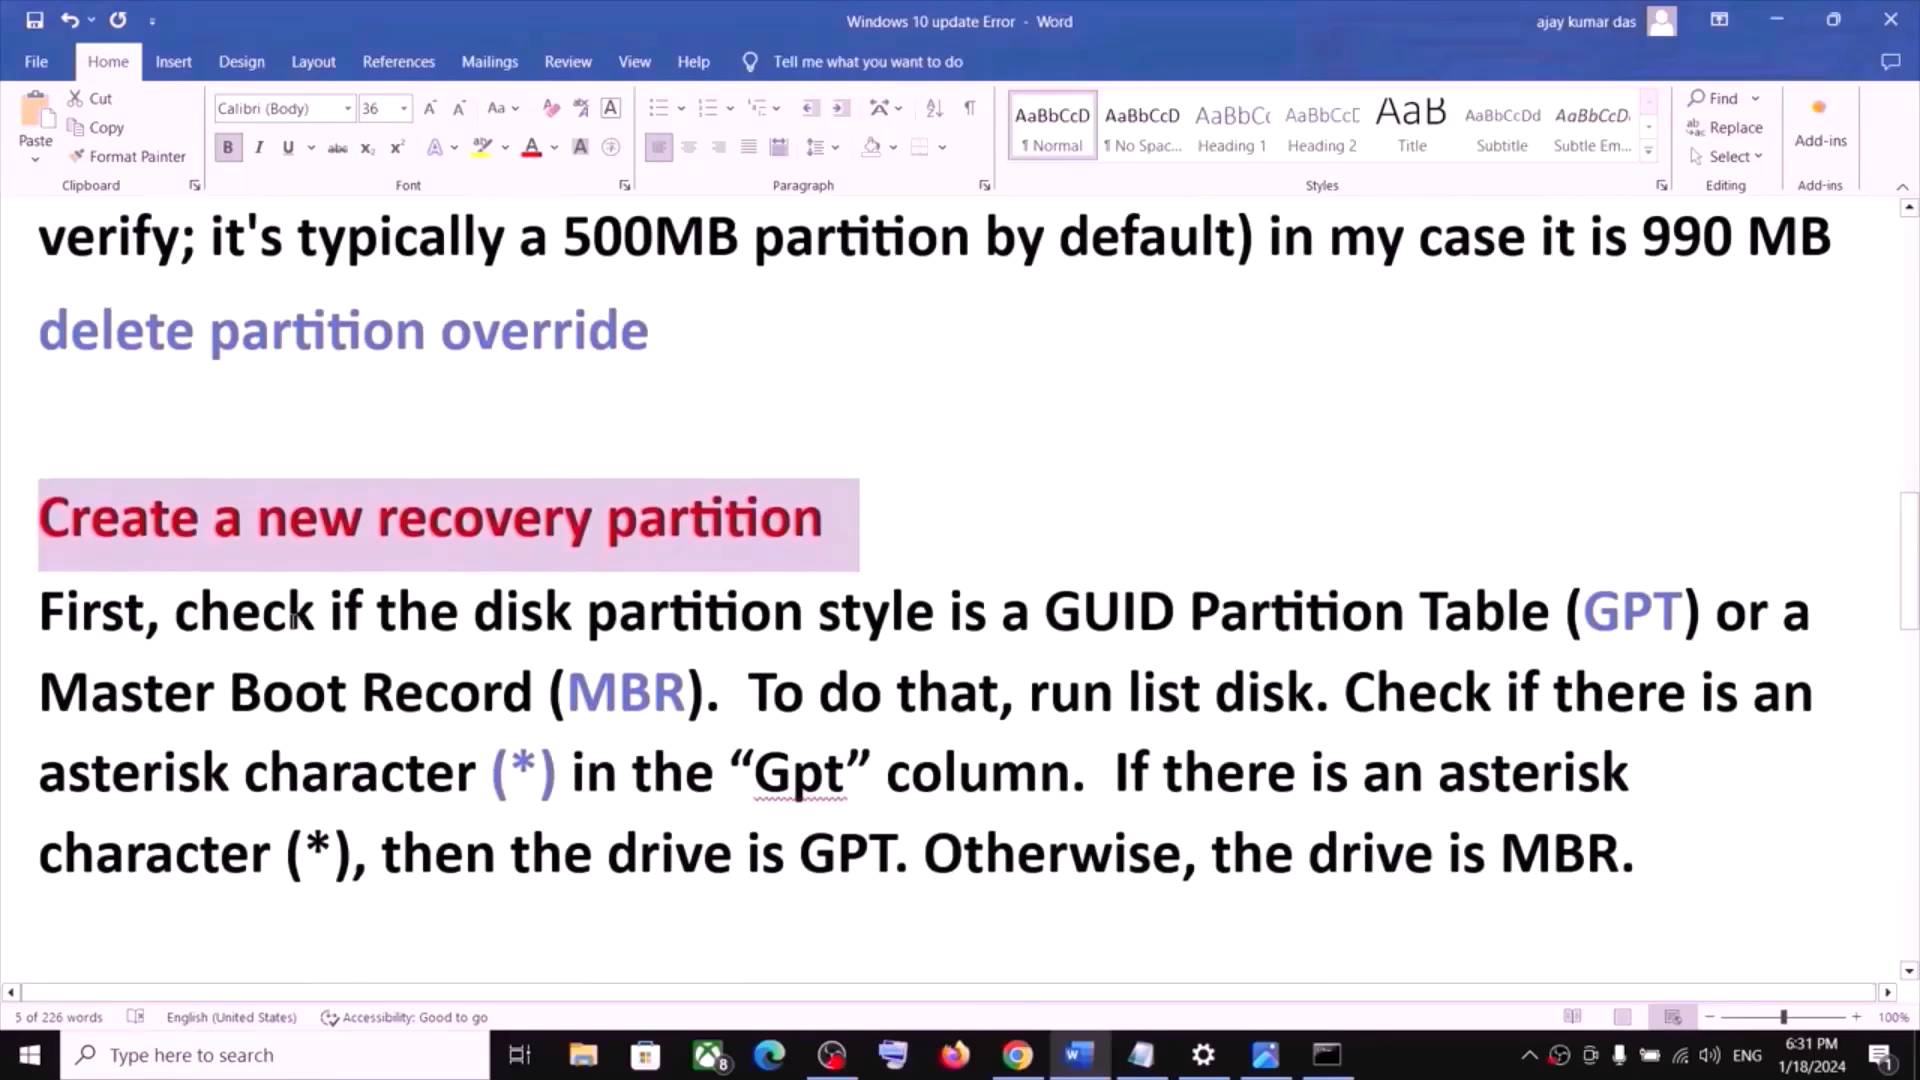 Windows 10 update Error - Word
ajay kumar das
File Home Insert Design Layout References Mailings Review View Help Tell me what you want to do
Paste
Cut
Copy
Format Painter
Clipboard
Calibri (Body) 36
Font
Paragraph
AaBbCcD AaBbCcD AaBbCc AaBbCcD AaB AaBbCcDd AaBbCcD.
¶ Normal ¶ No Spac... Heading 1 Heading 2 Title Subtitle Subtle Em...
Styles
Find
Replace
Select
Editing
Add-ins
Add-ins
verify; it's typically a 500MB partition by default) in my case it is 990 MB
delete partition override
Create a new recovery partition
First, check if the disk partition style is a GUID Partition Table (GPT) or a
Master Boot Record (MBR).  To do that, run list disk. Check if there is an
asterisk character (*) in the “Gpt” column.  If there is an asterisk
character (*), then the drive is GPT. Otherwise, the drive is MBR.
5 of 226 words English (United States) Accessibility: Good to go 100%
Type here to search
8
ENG
6:31 PM
1/18/2024
1